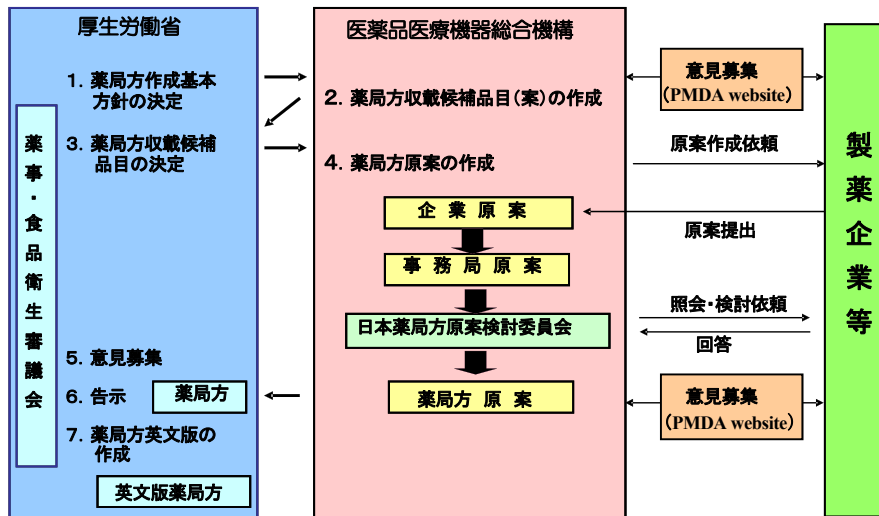 厚生労働省
1. 薬局方作成基本
方針の決定
3. 薬局方収載候補
品目の決定
薬事・食品衛生審議会
5. 意見募集
6. 告示
薬局方
7. 薬局方英文版の
作成
英文版薬局方
医薬品医療機器総合機構
2. 薬局方収載候補品目(案)の作成
4. 薬局方原案の作成
企業原案
事務局原案
日本薬局方原案検討委員会
薬局方原案
意見募集
(PMDA website)
原案作成依頼
原案提出
照会・検討依頼
回答
意見募集
(PMDA website)
製薬企業等